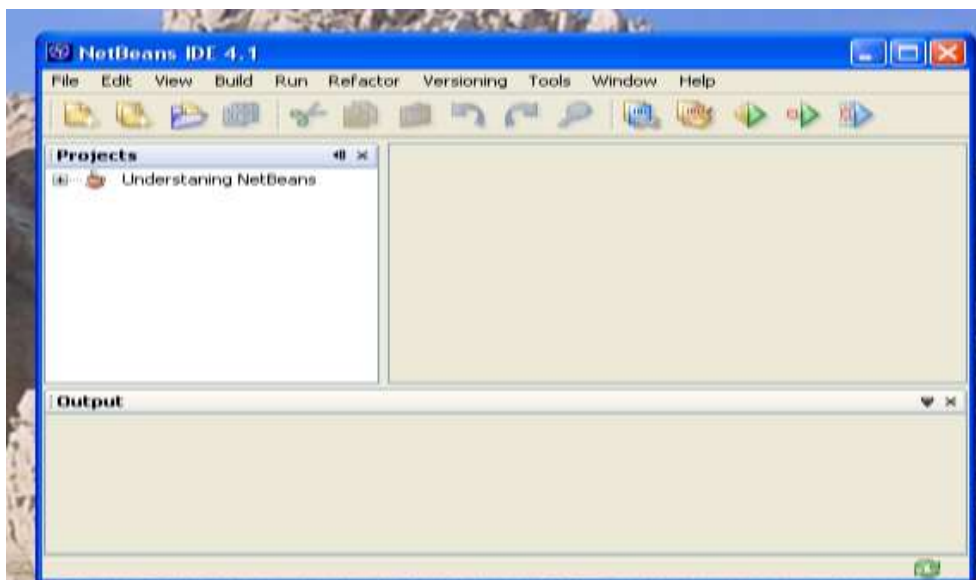 NetBeans IDE 4.1
File Edit View Build Run Refactor Versioning Tools Window Help
Projects
Understaning NetBeans
Output